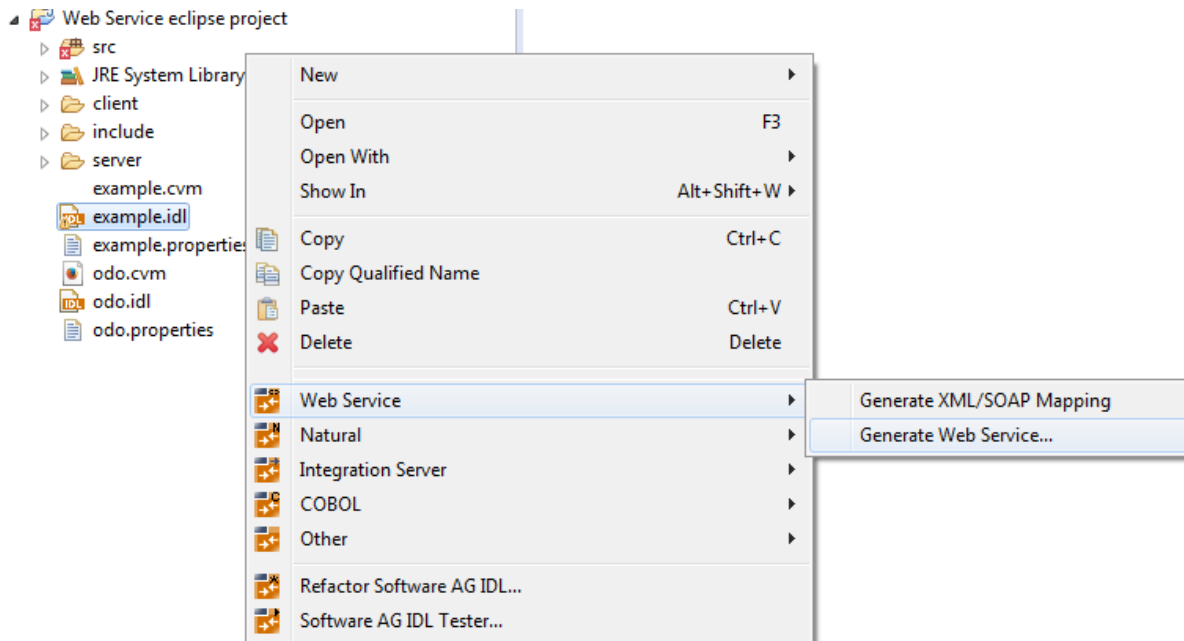 Web Service eclipse project
src
JRE System Library
client
include
server
example.cvm
example.idl
example.properties
odo.cvm
odo.idl
odo.properties
New
Open F3
Open With
Show In Alt+Shift+W
Copy Ctrl+C
Copy Qualified Name
Paste Ctrl+V
Delete Delete
Web Service
Natural
Integration Server
COBOL
Other
Refactor Software AG IDL...
Software AG IDL Tester...
Generate XML/SOAP Mapping
Generate Web Service...